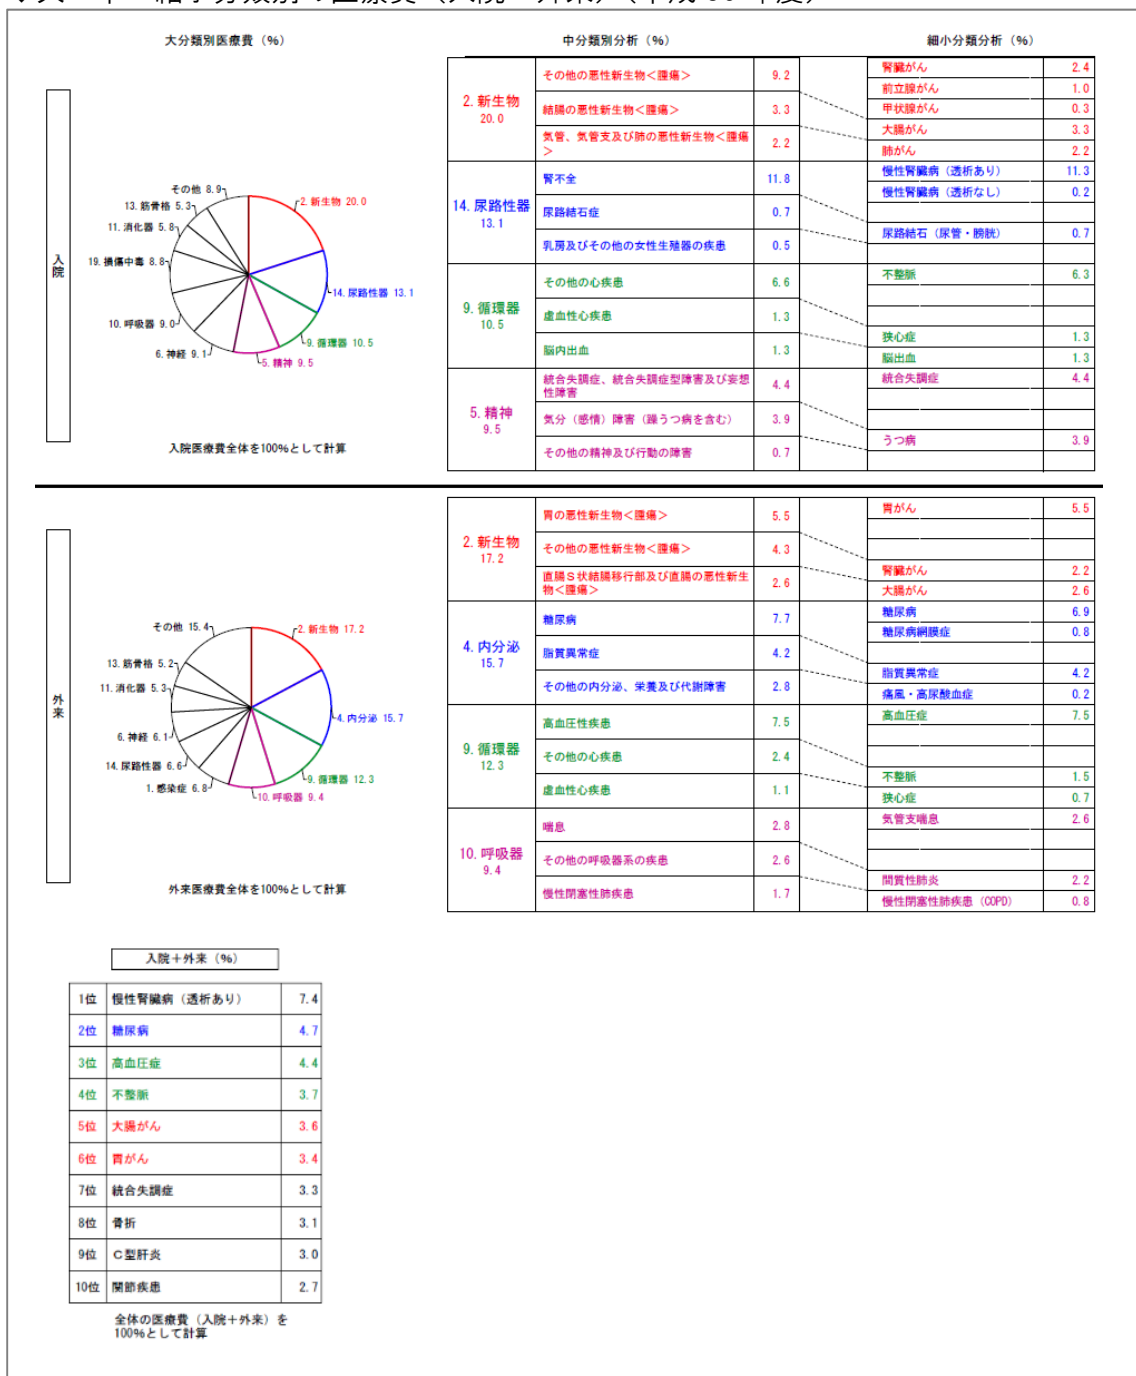 大分類別医療費（％）
中分類別分析（％）
細小分類分析（％）
入院
その他 8.9
13.筋骨格 5.3
11.消化器 5.8
19.損傷中毒 8.8
10.呼吸器 9.0
6.神経 9.1
5.精神 9.5
9.循環器 10.5
14.尿路性器 13.1
2.新生物 20.0
入院医療費全体を100%として計算
2.新生物
20.0
その他の悪性新生物＜腫瘍＞ 9.2
結腸の悪性新生物＜腫瘍＞ 3.3
気管、気管支及び肺の悪性新生物＜腫瘍
＞ 2.2
腎臓がん 2.4
前立腺がん 1.0
甲状腺がん 0.3
大腸がん 3.3
肺がん 2.2
14.尿路性器
13.1
腎不全 11.8
尿路結石症 0.7
乳房及びその他の女性生殖器の疾患 0.5
慢性腎臓病（透析あり） 11.3
慢性腎臓病（透析なし） 0.2
尿路結石（尿管・膀胱） 0.7
9.循環器
10.5
その他の心疾患 6.6
虚血性心疾患 1.3
脳内出血 1.3
不整脈 6.3
狭心症 1.3
脳出血 1.3
5.精神
9.5
統合失調症、統合失調症型障害及び妄想
性障害 4.4
気分（感情）障害（躁うつ病を含む） 3.9
その他の精神及び行動の障害 0.7
統合失調症 4.4
うつ病 3.9
外来
その他 15.4
13.筋骨格 5.2
11.消化器 5.3
6.神経 6.1
14.尿路性器 6.6
1.感染症 6.8
10.呼吸器 9.4
9.循環器 12.3
4.内分泌 15.7
2.新生物 17.2
外来医療費全体を100%として計算
2.新生物
17.2
胃の悪性新生物＜腫瘍＞ 5.5
その他の悪性新生物＜腫瘍＞ 4.3
直腸Ｓ状結腸移行部及び直腸の悪性新生
物＜腫瘍＞ 2.6
胃がん 5.5
腎臓がん 2.2
大腸がん 2.6
4.内分泌
15.7
糖尿病 7.7
脂質異常症 4.2
その他の内分泌、栄養及び代謝障害 2.8
糖尿病 6.9
糖尿病網膜症 0.8
脂質異常症 4.2
痛風・高尿酸血症 0.2
9.循環器
12.3
高血圧性疾患 7.5
その他の心疾患 2.4
虚血性心疾患 1.1
高血圧症 7.5
不整脈 1.5
狭心症 0.7
10.呼吸器
9.4
喘息 2.8
その他の呼吸器系の疾患 2.6
慢性閉塞性肺疾患 1.7
気管支喘息 2.6
間質性肺炎 2.2
慢性閉塞性肺疾患（COPD） 0.8
入院＋外来（％）
1位 慢性腎臓病（透析あり） 7.4
2位 糖尿病 4.7
3位 高血圧症 4.4
4位 不整脈 3.7
5位 大腸がん 3.6
6位 胃がん 3.4
7位 統合失調症 3.3
8位 骨折 3.1
9位 Ｃ型肝炎 3.0
10位 関節疾患 2.7
全体の医療費（入院＋外来）を
100%として計算